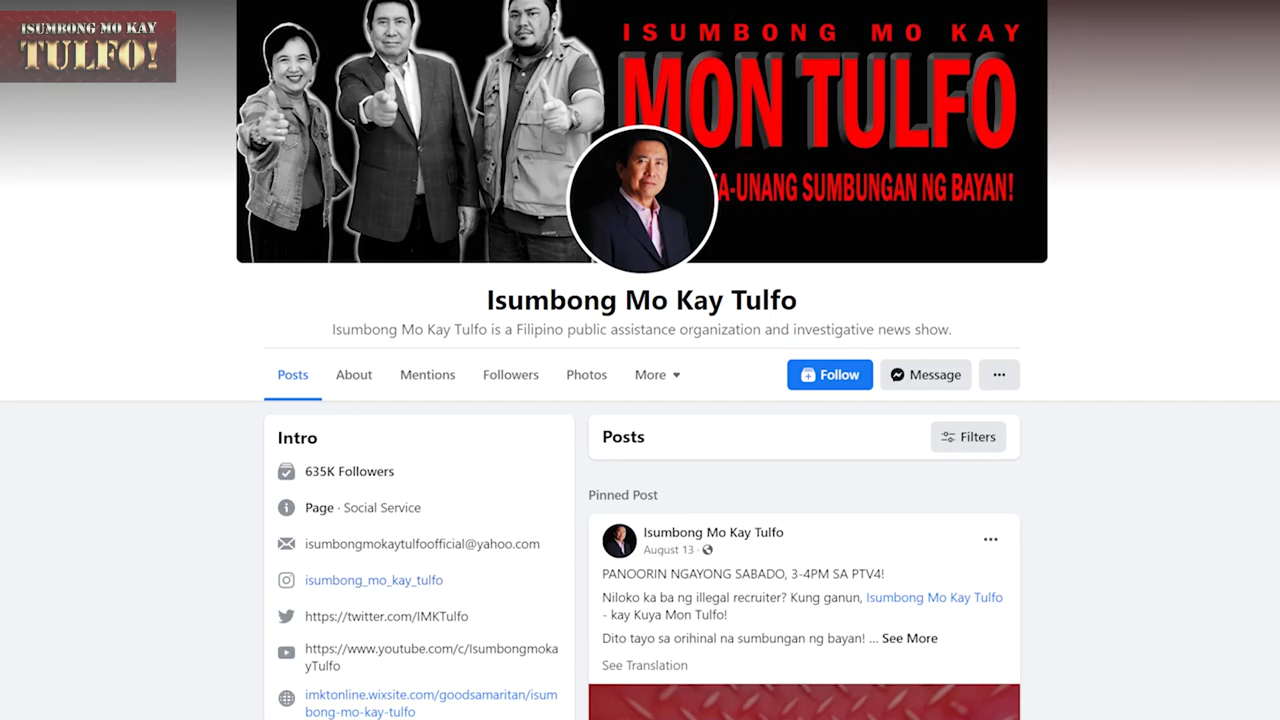 ISUMBONG MO KAY
TULFO!
ISUMBONG MO KAY
MON TULFO
A-UNANG SUMBUNGAN NG BAYAN!
Isumbong Mo Kay Tulfo
Isumbong Mo Kay Tulfo is a Filipino public assistance organization and investigative news show.
Posts About Mentions Followers Photos More Follow Message
Intro
635K Followers
Page · Social Service
isumbongmokaytulfoofficial@yahoo.com
isumbong_mo_kay_tulfo
https://twitter.com/IMKTulfo
https://www.youtube.com/c/Isumbongmoka
yTulfo
imktonline.wixsite.com/goodsamaritan/isum
bong-mo-kay-tulfo
Posts Filters
Pinned Post
Isumbong Mo Kay Tulfo
August 13 ·
PANOORIN NGAYONG SABADO, 3-4PM SA PTV4!
Niloko ka ba ng illegal recruiter? Kung ganun, Isumbong Mo Kay Tulfo
- kay Kuya Mon Tulfo!
Dito tayo sa orihinal na sumbungan ng bayan! ... See More
See Translation